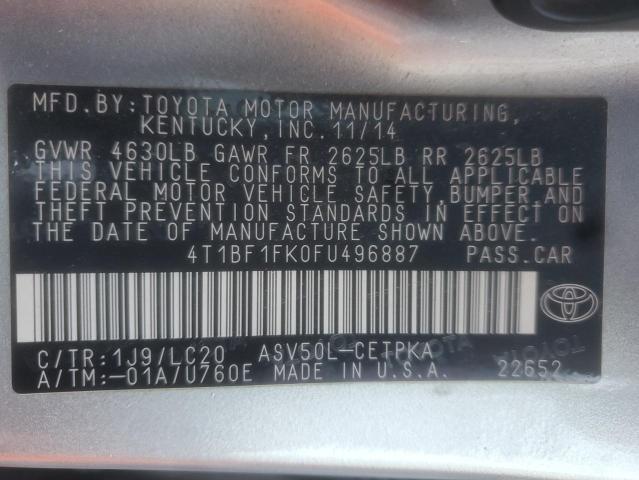 MFD.BY:TOYOTA MOTOR MANUFACTURING,
KENTUCKY,INC.11/14
GVWR 4630LB GAWR FR 2625LB RR 2625LB
THIS VEHICLE CONFORMS TO ALL APPLICABLE
FEDERAL MOTOR VEHICLE SAFETY,BUMPER,AND
THEFT PREVENTION STANDARDS IN EFFECT ON
THE DATE OF MANUFACTURE SHOWN ABOVE.
4T1BF1FK0FU496887 PASS.CAR
C/TR:1J9/LC20 ASV50L-CETPKA
A/TM:-01A/U760E MADE IN U.S.A. 22652